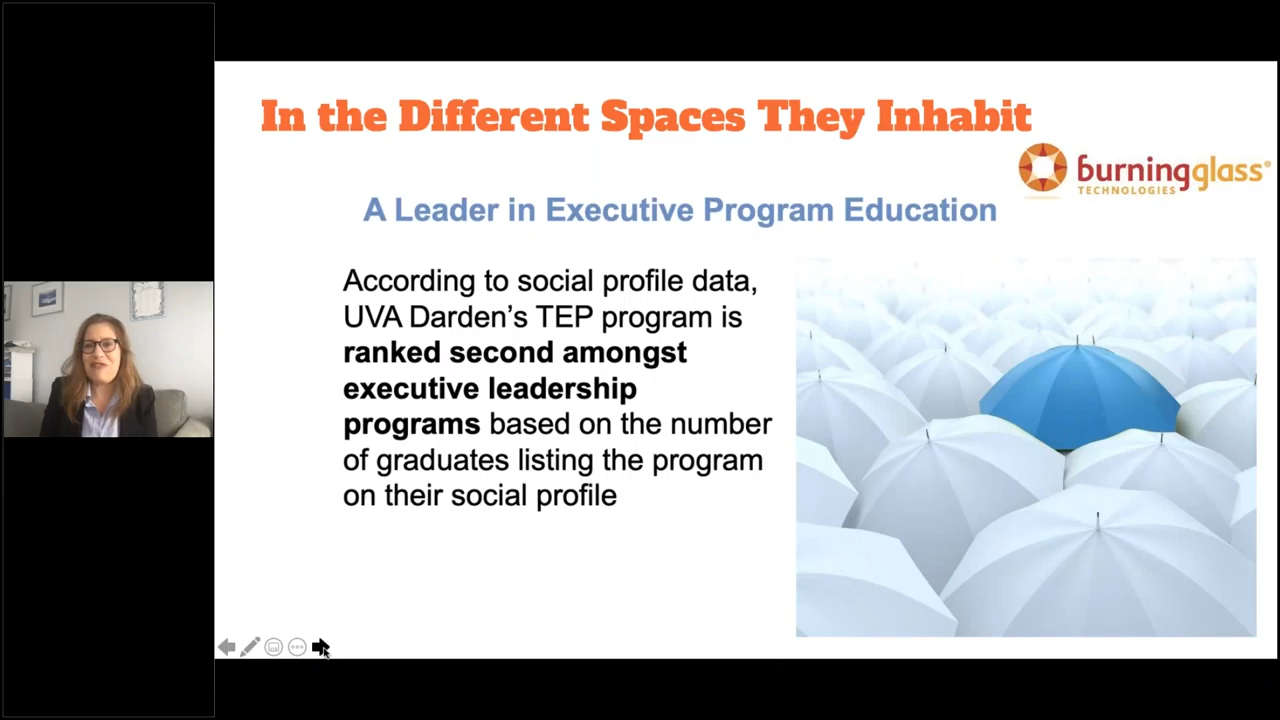 In the Different Spaces They Inhabit
burningglass®
TECHNOLOGIES
A Leader in Executive Program Education
According to social profile data,
UVA Darden’s TEP program is
ranked second amongst
executive leadership
programs based on the number
of graduates listing the program
on their social profile